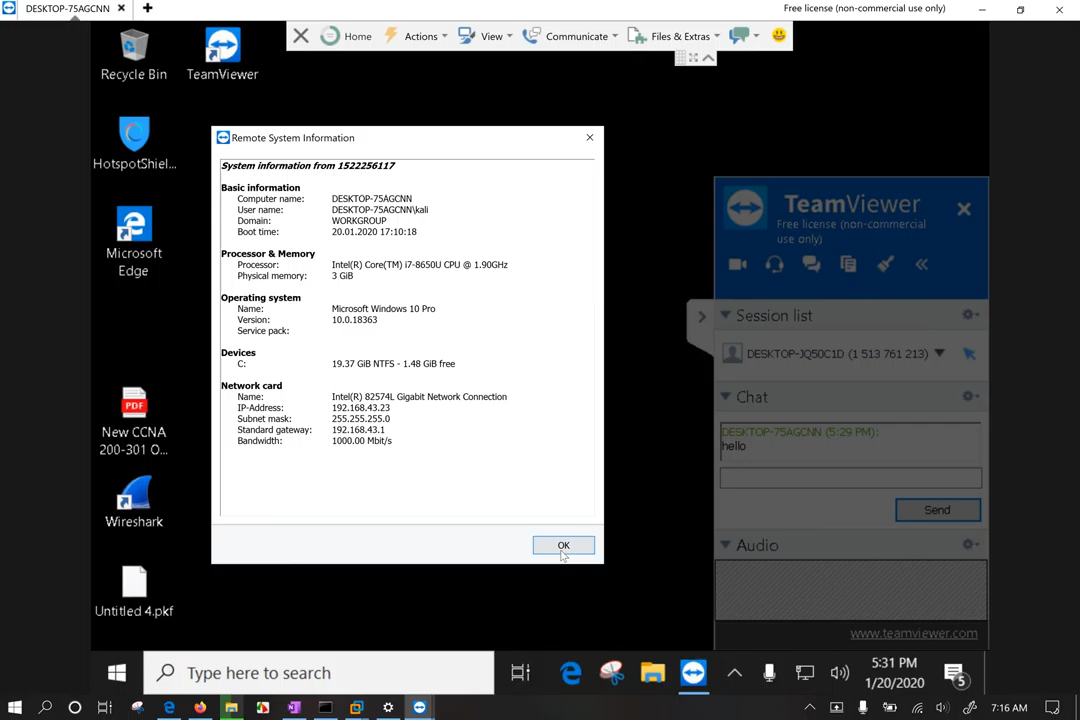 DESKTOP-75AGCNN
Free license (non-commercial use only)
Home
Actions
View
Communicate
Files & Extras
Recycle Bin
TeamViewer
HotspotShiel...
Microsoft
Edge
PDF
New CCNA
200-301 O...
Wireshark
Untitled 4.pkf
Remote System Information
System information from 1522256117
Basic information
Computer name: DESKTOP-75AGCNN
User name: DESKTOP-75AGCNN\kali
Domain: WORKGROUP
Boot time: 20.01.2020 17:10:18
Processor & Memory
Processor: Intel(R) Core(TM) i7-8650U CPU @ 1.90GHz
Physical memory: 3 GiB
Operating system
Name: Microsoft Windows 10 Pro
Version: 10.0.18363
Service pack:
Devices
C: 19.37 GiB NTFS - 1.48 GiB free
Network card
Name: Intel(R) 82574L Gigabit Network Connection
IP-Address: 192.168.43.23
Subnet mask: 255.255.255.0
Standard gateway: 192.168.43.1
Bandwidth: 1000.00 Mbit/s
OK
TeamViewer
Free license (non-commercial
use only)
Session list
DESKTOP-JQ50C1D (1 513 761 213)
Chat
DESKTOP-75AGCNN (5:29 PM):
hello
Send
Audio
www.teamviewer.com
Type here to search
5:31 PM
1/20/2020
5
7:16 AM